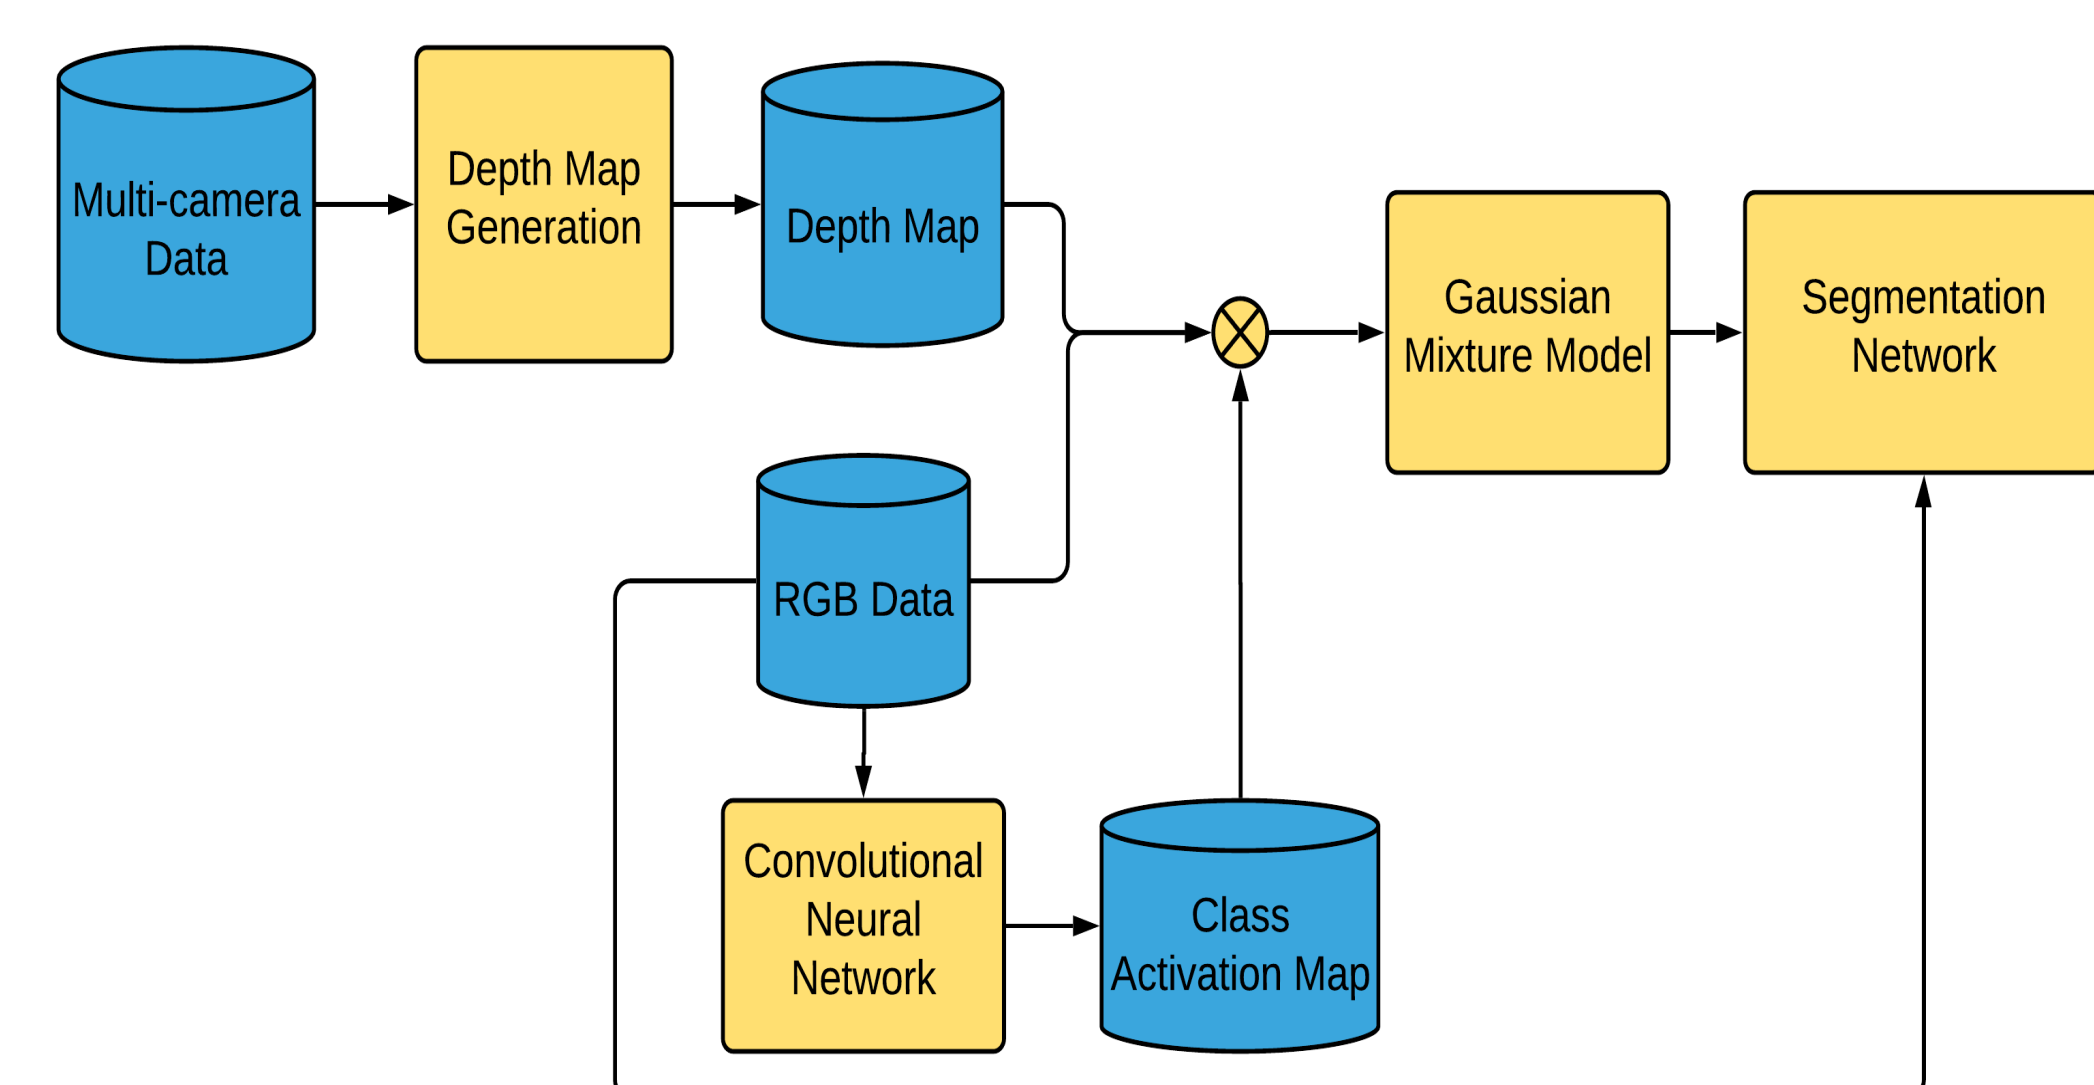 Multi-camera
Data
Depth Map
Generation
Depth Map
Gaussian
Mixture Model
Segmentation
Network
RGB Data
Convolutional
Neural
Network
Class
Activation Map